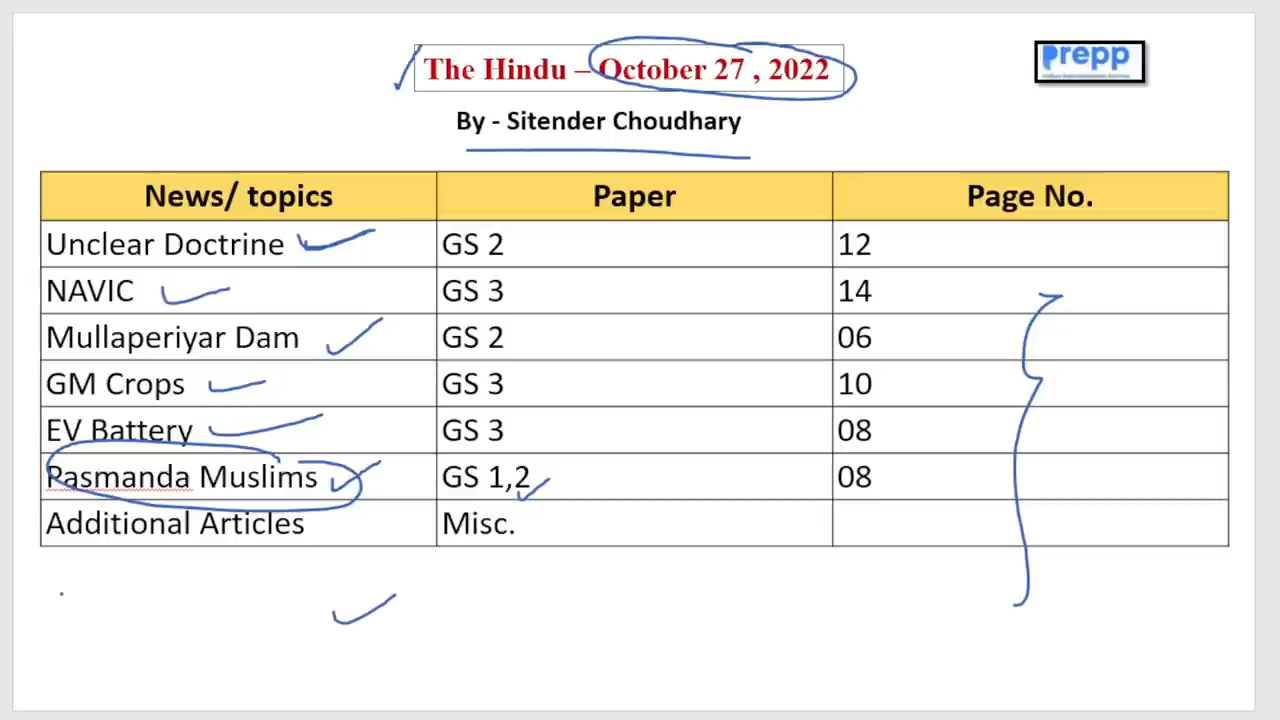 The Hindu – October 27 , 2022
prepp
By - Sitender Choudhary
News/ topics Paper Page No.
Unclear Doctrine GS 2 12
NAVIC GS 3 14
Mullaperiyar Dam GS 2 06
GM Crops GS 3 10
EV Battery GS 3 08
Pasmanda Muslims GS 1,2 08
Additional Articles Misc.